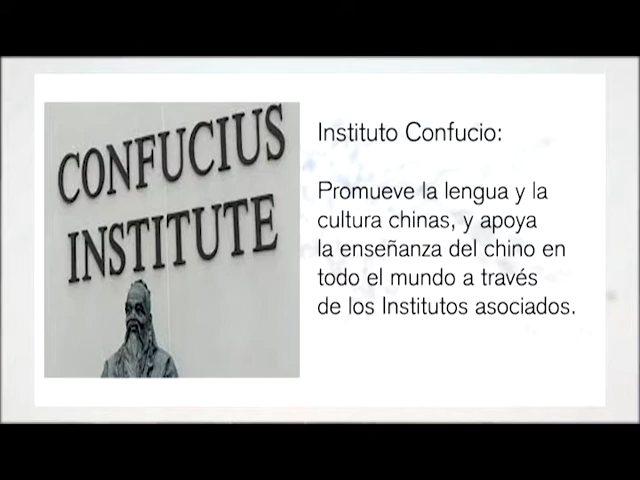 CONFUCIUS
INSTITUTE
Instituto Confucio:
Promueve la lengua y la
cultura chinas, y apoya
la enseñanza del chino en
todo el mundo a través
de los Institutos asociados.